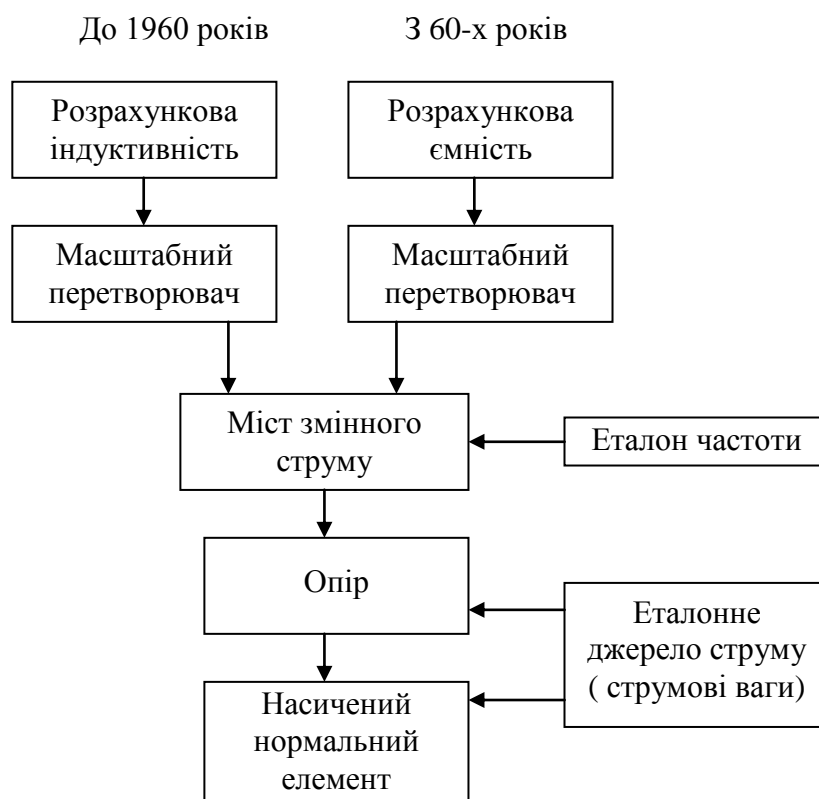 До 1960 років
З 60-х років
Розрахункова
індуктивність
Розрахункова
ємність
Масштабний
перетворювач
Масштабний
перетворювач
Міст змінного
струму
Еталон частоти
Опір
Еталонне
джерело струму
( струмові ваги)
Насичений
нормальний
елемент